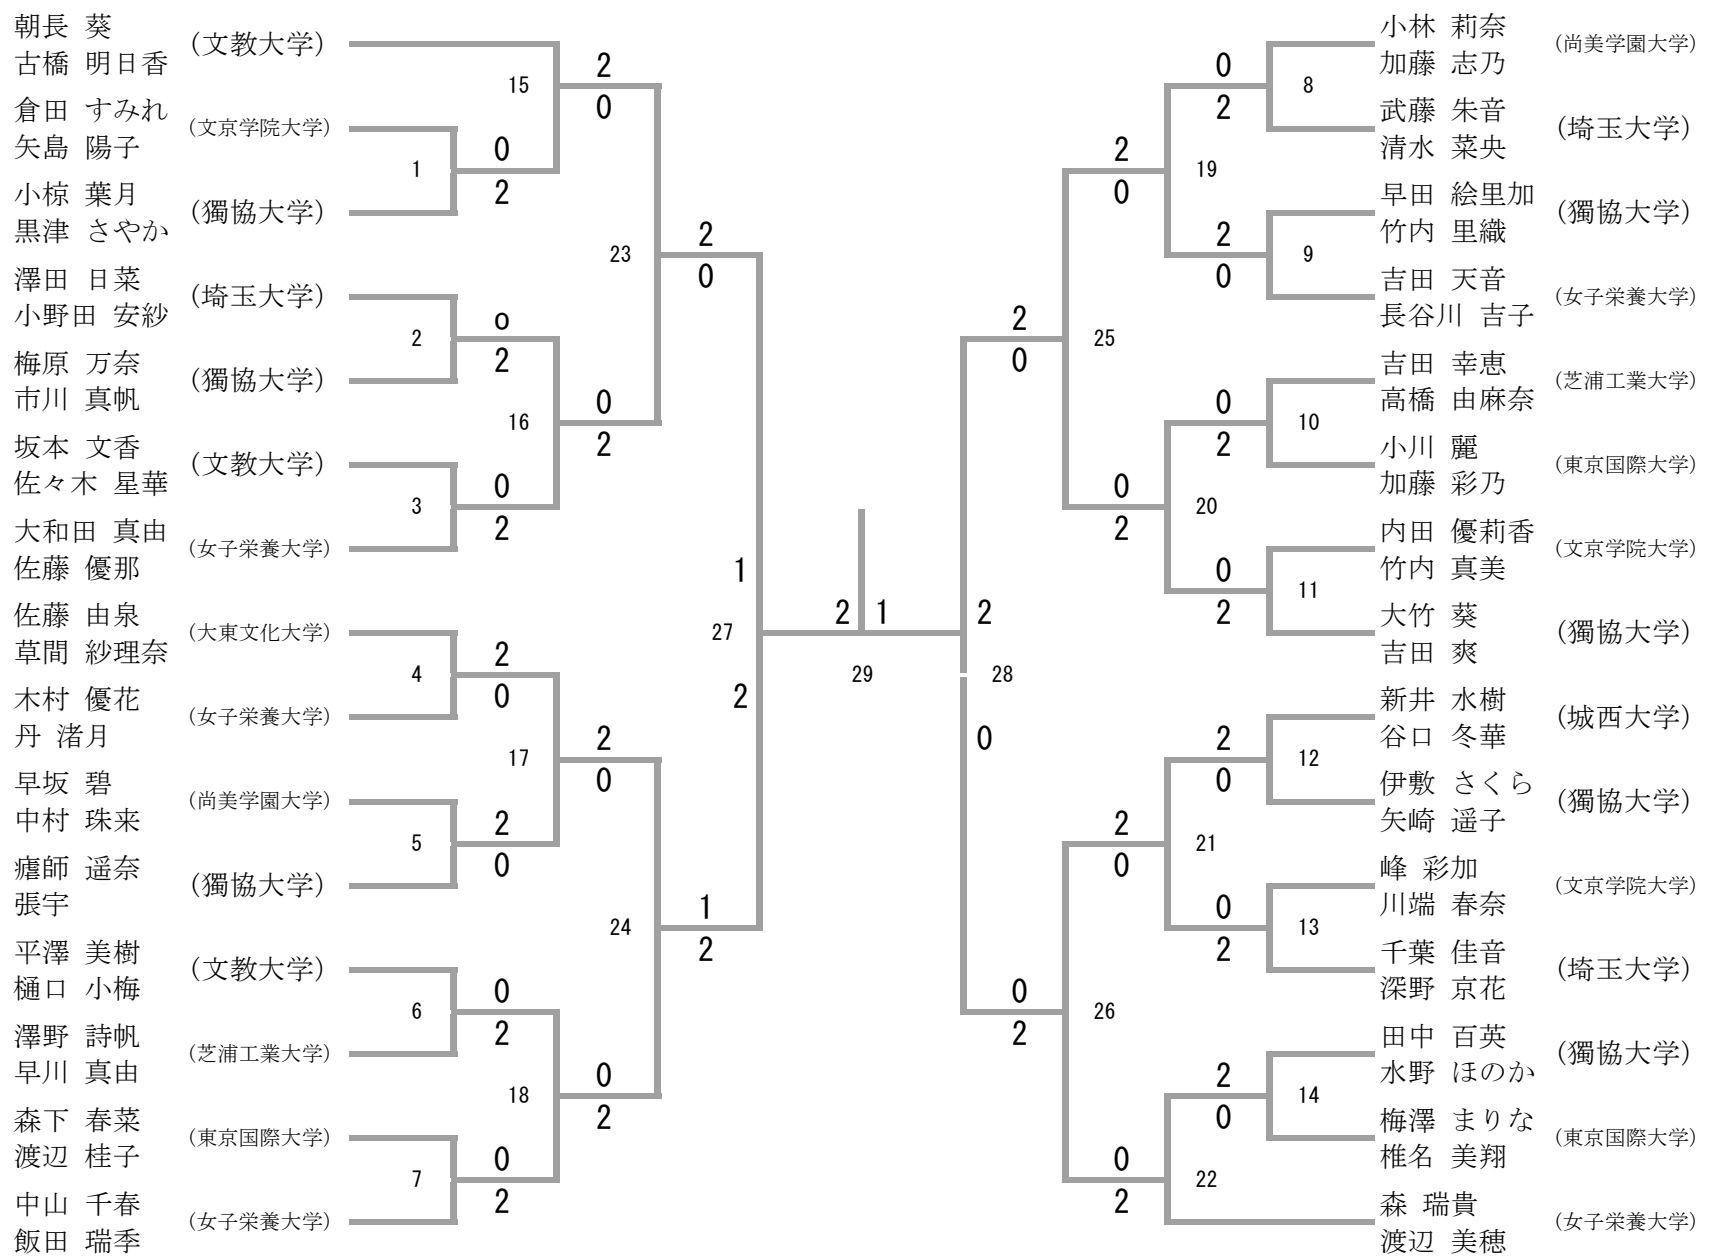 朝長 葵
古橋 明日香
(文教大学)
倉田 すみれ
矢島 陽子
(文京学院大学)
小椋 葉月
黒津 さやか
(獨協大学)
澤田 日菜
小野田 安紗
(埼玉大学)
梅原 万奈
市川 真帆
(獨協大学)
坂本 文香
佐々木 星華
(文教大学)
大和田 真由
佐藤 優那
(女子栄養大学)
佐藤 由泉
草間 紗理奈
(大東文化大学)
木村 優花
丹 渚月
(女子栄養大学)
早坂 碧
中村 珠来
(尚美学園大学)
瘧師 遥奈
張宇
(獨協大学)
平澤 美樹
樋口 小梅
(文教大学)
澤野 詩帆
早川 真由
(芝浦工業大学)
森下 春菜
渡辺 桂子
(東京国際大学)
中山 千春
飯田 瑞季
(女子栄養大学)
1
0
2
2
o
2
3
0
2
4
2
0
5
2
0
6
0
2
7
0
2
15
2
0
16
0
2
17
2
0
18
0
2
23
2
0
24
1
2
1
27
2
2
1
29
2
28
0
25
2
0
26
0
2
19
2
0
20
0
2
21
2
0
22
0
2
8
0
2
9
2
0
10
0
2
11
0
2
12
2
0
13
0
2
14
2
0
小林 莉奈
加藤 志乃
(尚美学園大学)
武藤 朱音
清水 菜央
(埼玉大学)
早田 絵里加
竹内 里織
(獨協大学)
吉田 天音
長谷川 吉子
(女子栄養大学)
吉田 幸恵
高橋 由麻奈
(芝浦工業大学)
小川 麗
加藤 彩乃
(東京国際大学)
内田 優莉香
竹内 真美
(文京学院大学)
大竹 葵
吉田 爽
(獨協大学)
新井 水樹
谷口 冬華
(城西大学)
伊敷 さくら
矢崎 遥子
(獨協大学)
峰 彩加
川端 春奈
(文京学院大学)
千葉 佳音
深野 京花
(埼玉大学)
田中 百英
水野 ほのか
(獨協大学)
梅澤 まりな
椎名 美翔
(東京国際大学)
森 瑞貴
渡辺 美穂
(女子栄養大学)